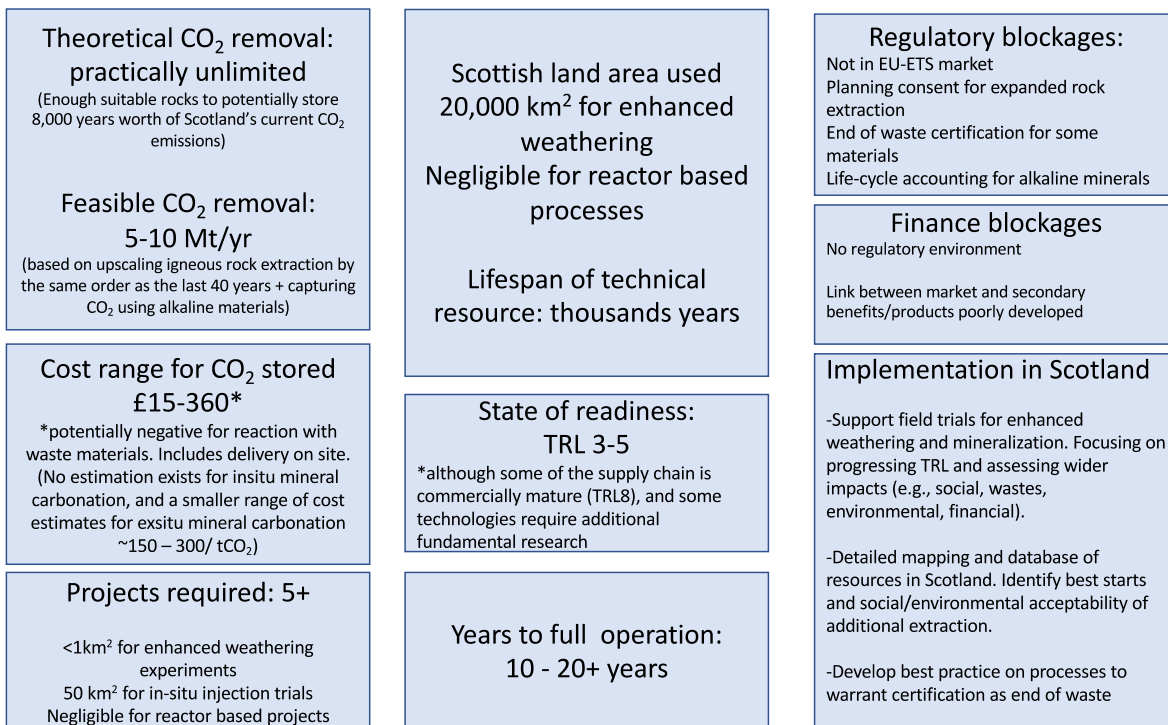 Theoretical CO₂ removal:
practically unlimited
(Enough suitable rocks to potentially store
8,000 years worth of Scotland's current CO₂
emissions)
Feasible CO₂ removal:
5-10 Mt/yr
(based on upscaling igneous rock extraction by
the same order as the last 40 years + capturing
CO₂ using alkaline materials)
Cost range for CO₂ stored
£15-360*
*potentially negative for reaction with
waste materials. Includes delivery on site.
(No estimation exists for insitu mineral
carbonation, and a smaller range of cost
estimates for exsitu mineral carbonation
~150 – 300/ tCO₂)
Projects required: 5+
<1km² for enhanced weathering
experiments
50 km² for in-situ injection trials
Negligible for reactor based projects
Scottish land area used
20,000 km² for enhanced
weathering
Negligible for reactor based
processes
Lifespan of technical
resource: thousands years
State of readiness:
TRL 3-5
*although some of the supply chain is
commercially mature (TRL8), and some
technologies require additional
fundamental research
Years to full operation:
10 - 20+ years
Regulatory blockages:
Not in EU-ETS market
Planning consent for expanded rock
extraction
End of waste certification for some
materials
Life-cycle accounting for alkaline minerals
Finance blockages
No regulatory environment
Link between market and secondary
benefits/products poorly developed
Implementation in Scotland
-Support field trials for enhanced
weathering and mineralization. Focusing on
progressing TRL and assessing wider
impacts (e.g., social, wastes,
environmental, financial).
-Detailed mapping and database of
resources in Scotland. Identify best starts
and social/environmental acceptability of
additional extraction.
-Develop best practice on processes to
warrant certification as end of waste